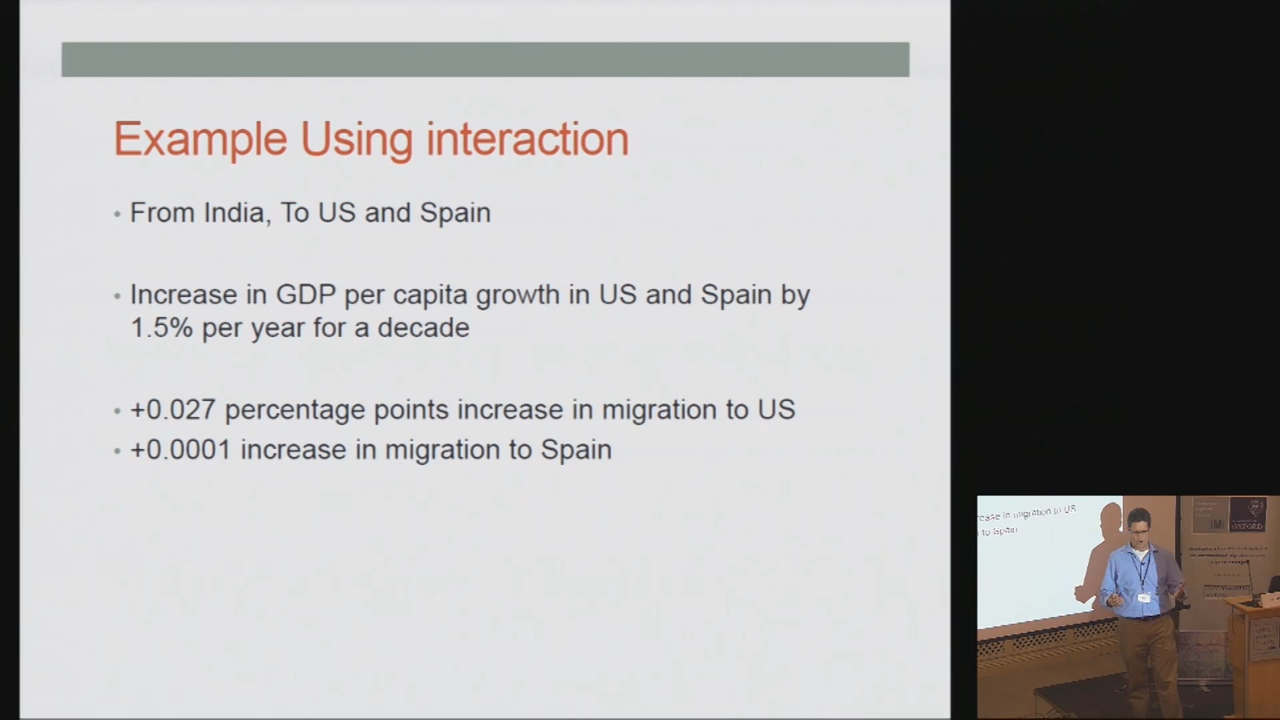 Example Using interaction
• From India, To US and Spain
• Increase in GDP per capita growth in US and Spain by
1.5% per year for a decade
• +0.027 percentage points increase in migration to US
• +0.0001 increase in migration to Spain
crease in migration to US
to Spain
IMI
OXFORD